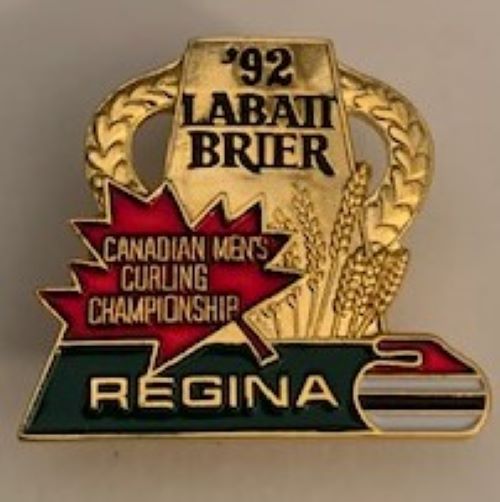 '92
LABATT
BRIER
CANADIAN MEN'S
CURLING
CHAMPIONSHIP
REGINA